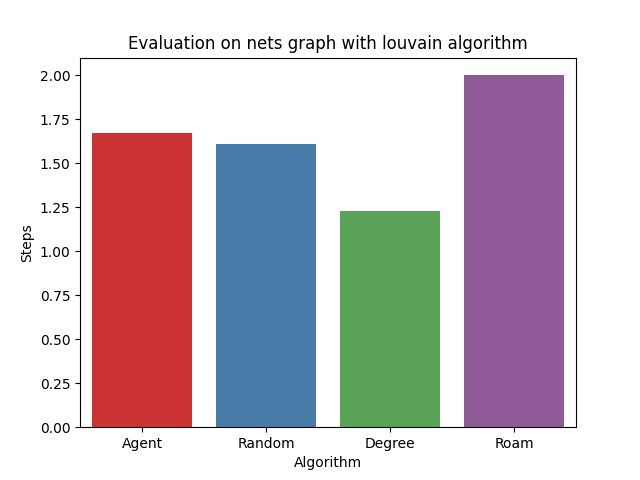 Evaluation on nets graph with louvain algorithm
2.00
1.75
1.50
1.25
1.00
0.75
0.50
0.25
0.00
Steps
Agent Random Degree Roam
Algorithm